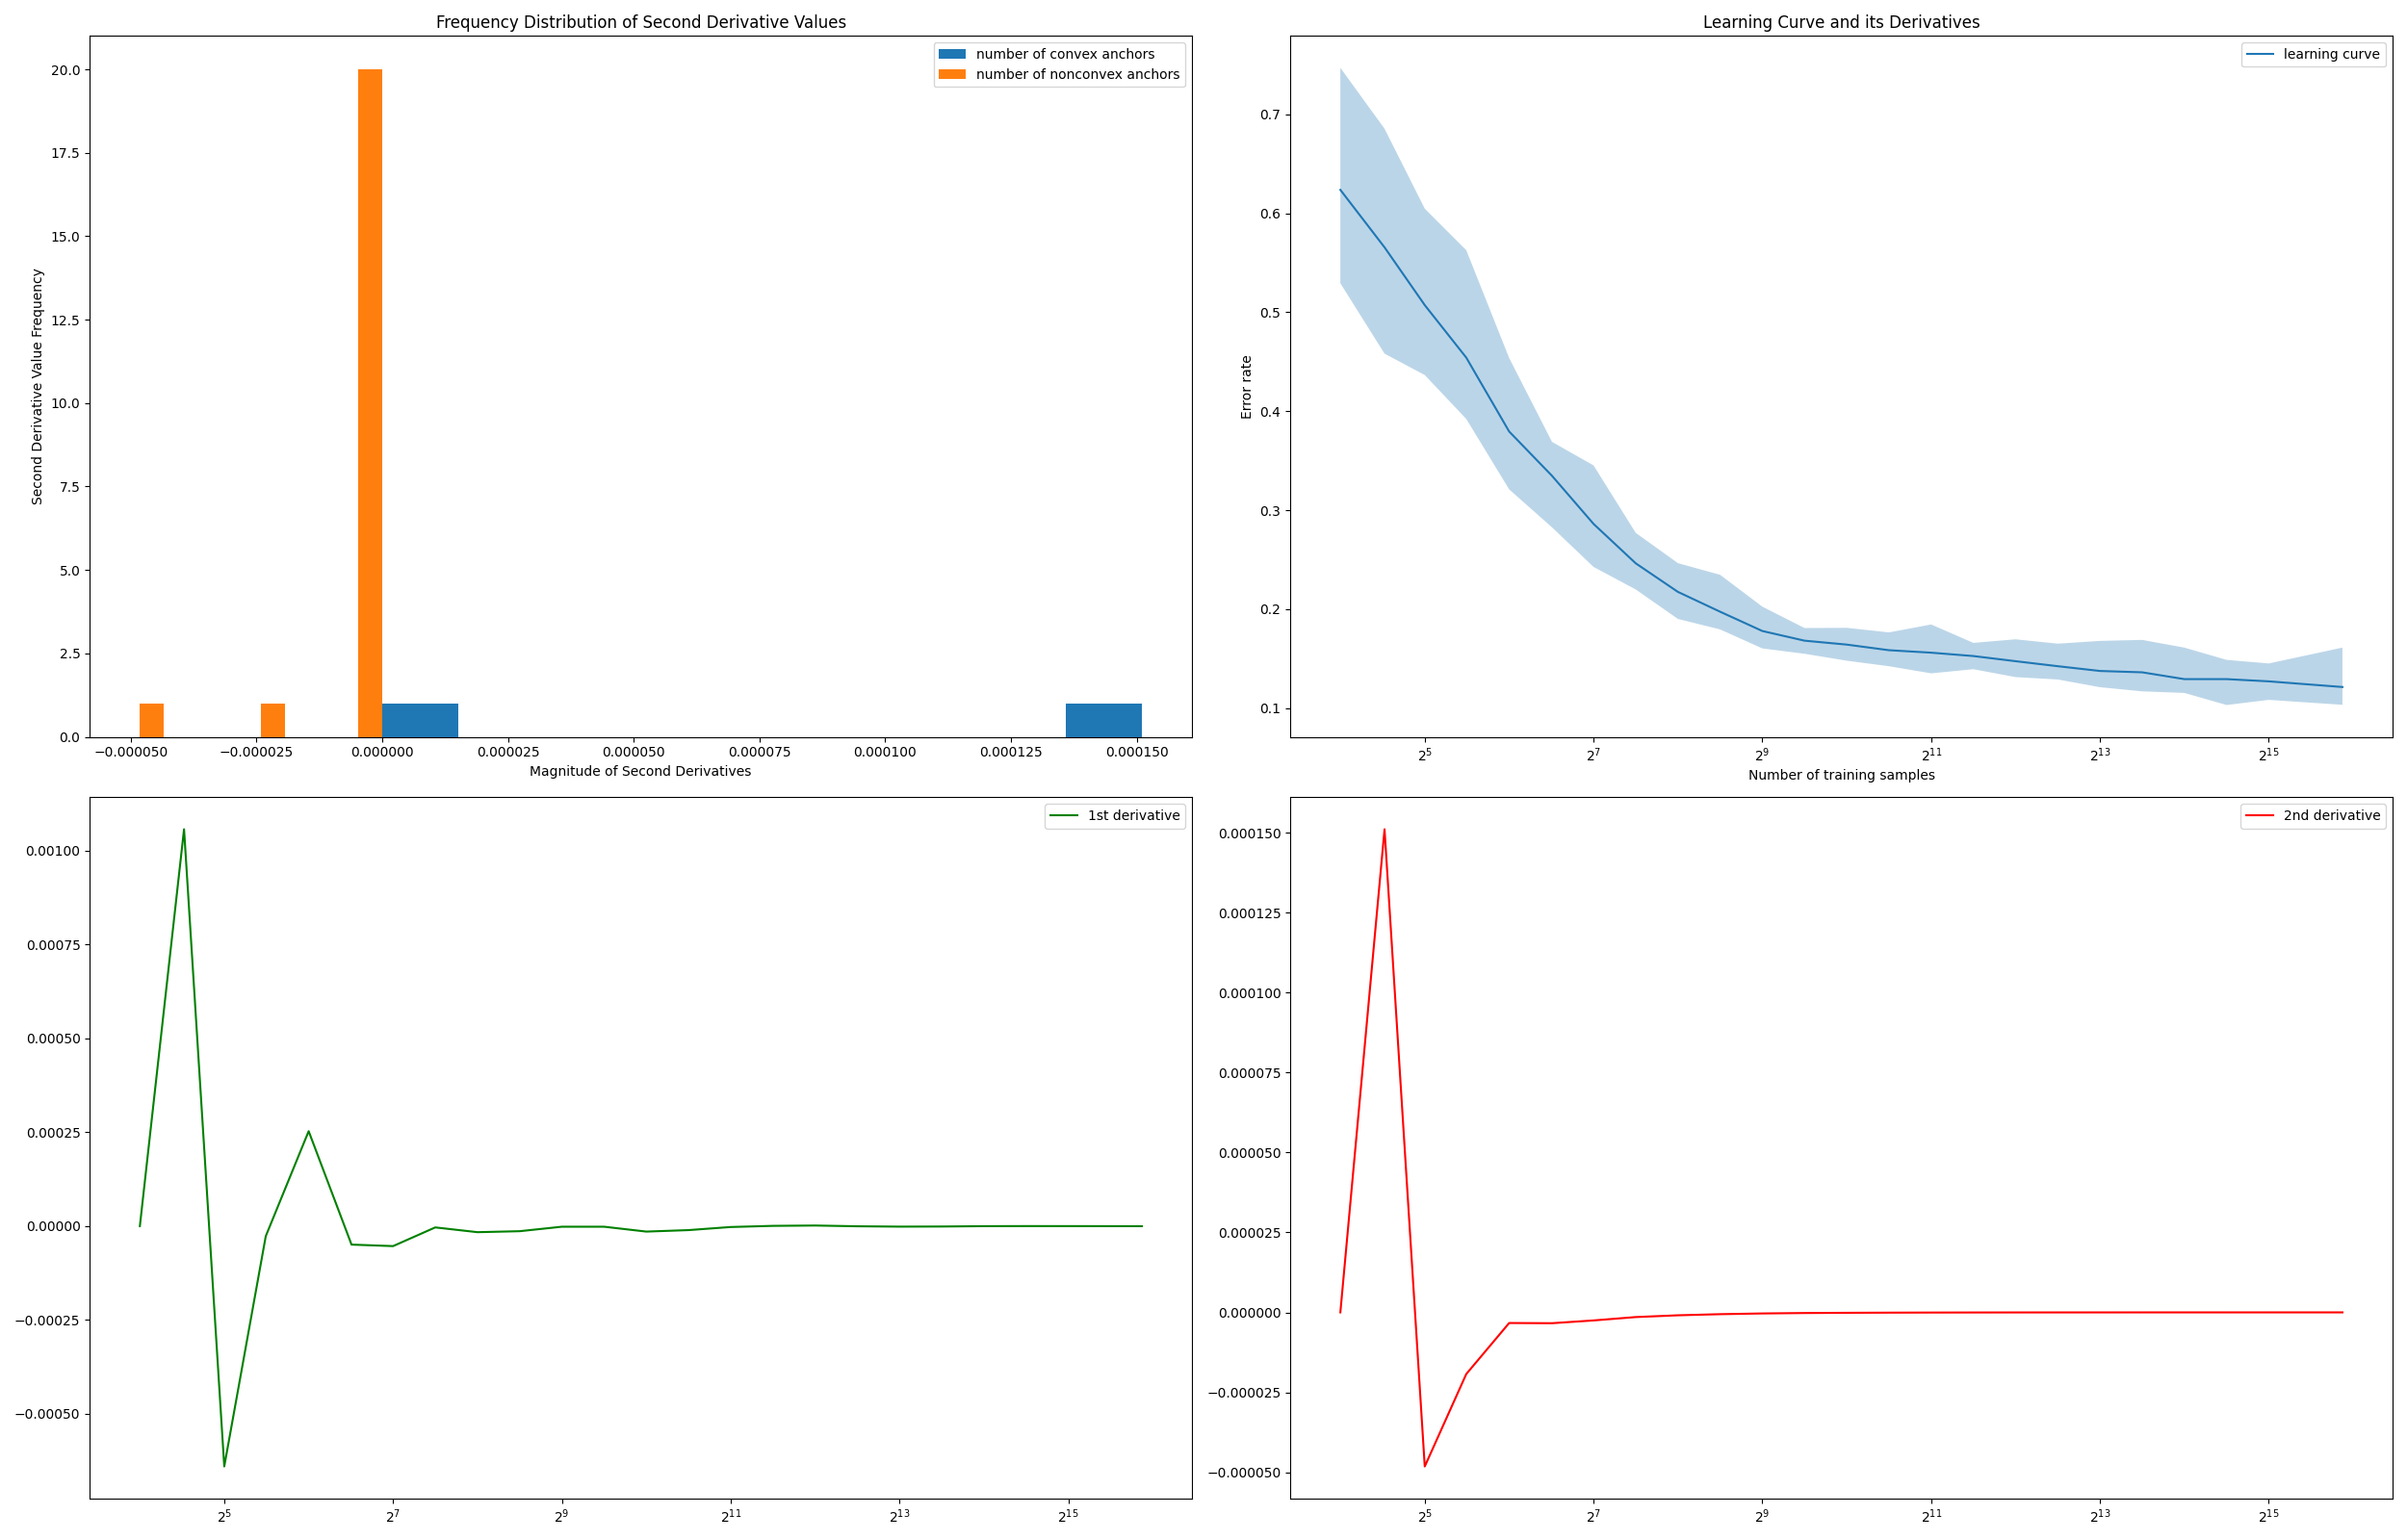 Frequency Distribution of Second Derivative Values
number of convex anchors
number of nonconvex anchors
20.0
17.5
15.0
12.5
10.0
7.5
5.0
2.5
0.0
Second Derivative Value Frequency
−0.000050 −0.000025 0.000000 0.000025 0.000050 0.000075 0.000100 0.000125 0.000150
Magnitude of Second Derivatives
Learning Curve and its Derivatives
learning curve
0.7
0.6
0.5
0.4
0.3
0.2
0.1
Error rate
2^5 2^7 2^9 2^11 2^13 2^15
Number of training samples
1st derivative
0.00100
0.00075
0.00050
0.00025
0.00000
−0.00025
−0.00050
2^5 2^7 2^9 2^11 2^13 2^15
2nd derivative
0.000150
0.000125
0.000100
0.000075
0.000050
0.000025
0.000000
−0.000025
−0.000050
2^5 2^7 2^9 2^11 2^13 2^15